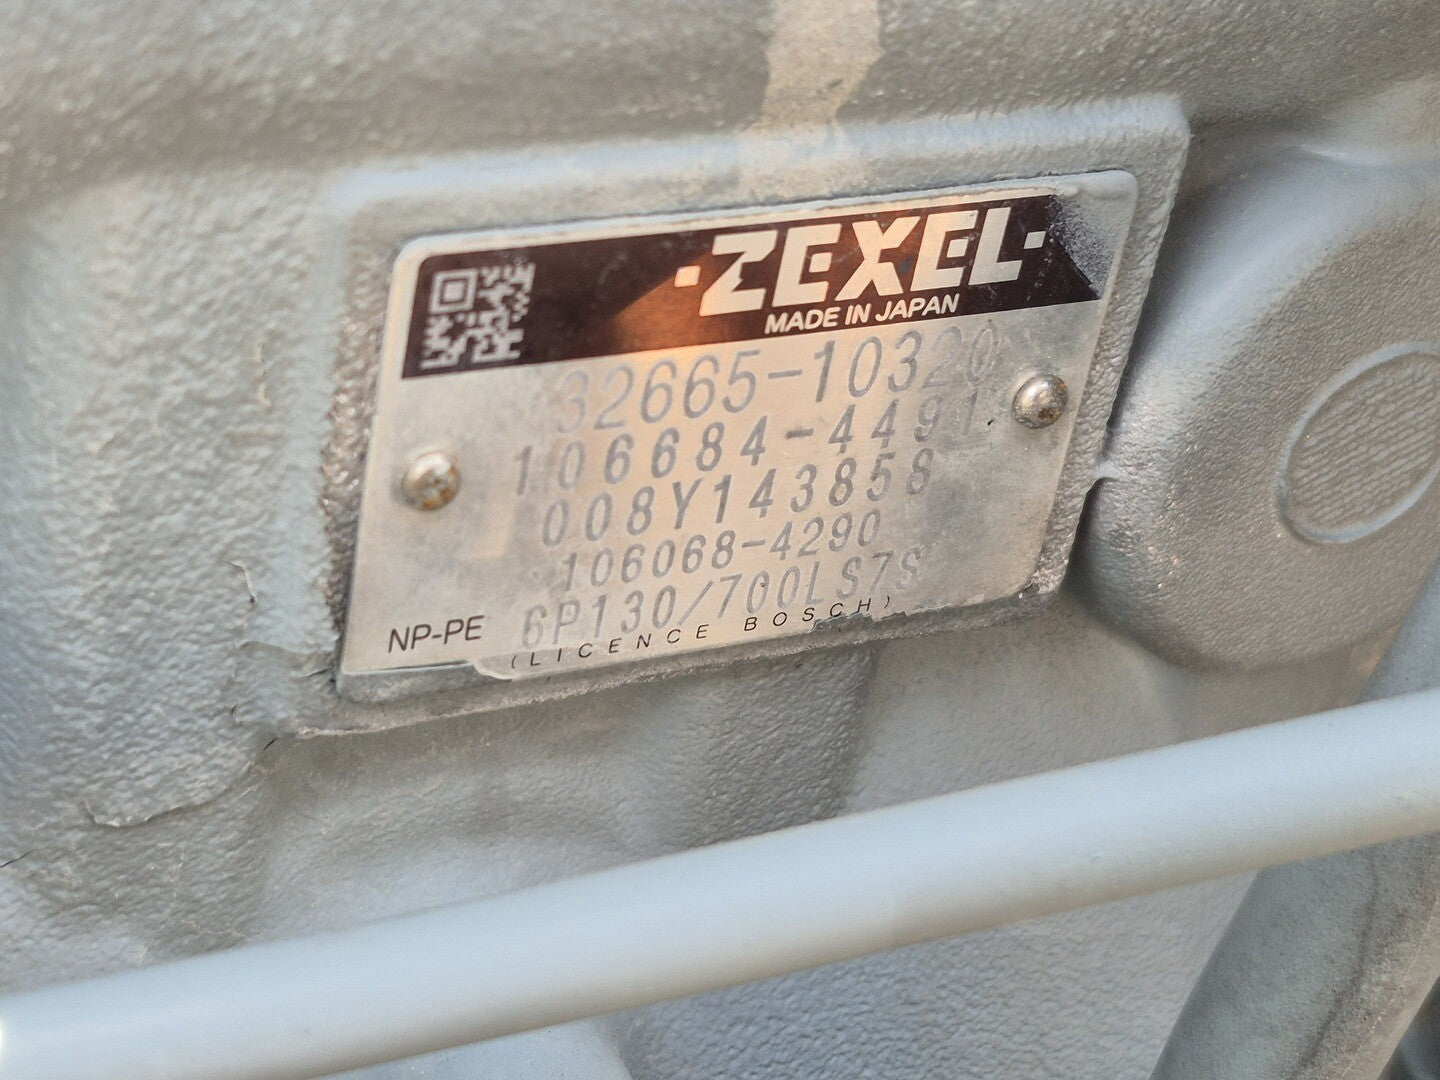 ·ZEXEL·
MADE IN JAPAN
32665-10320
106684-4491
008Y143858
106068-4290
NP-PE 6P130/700LS7S
(LICENCE BOSCH)